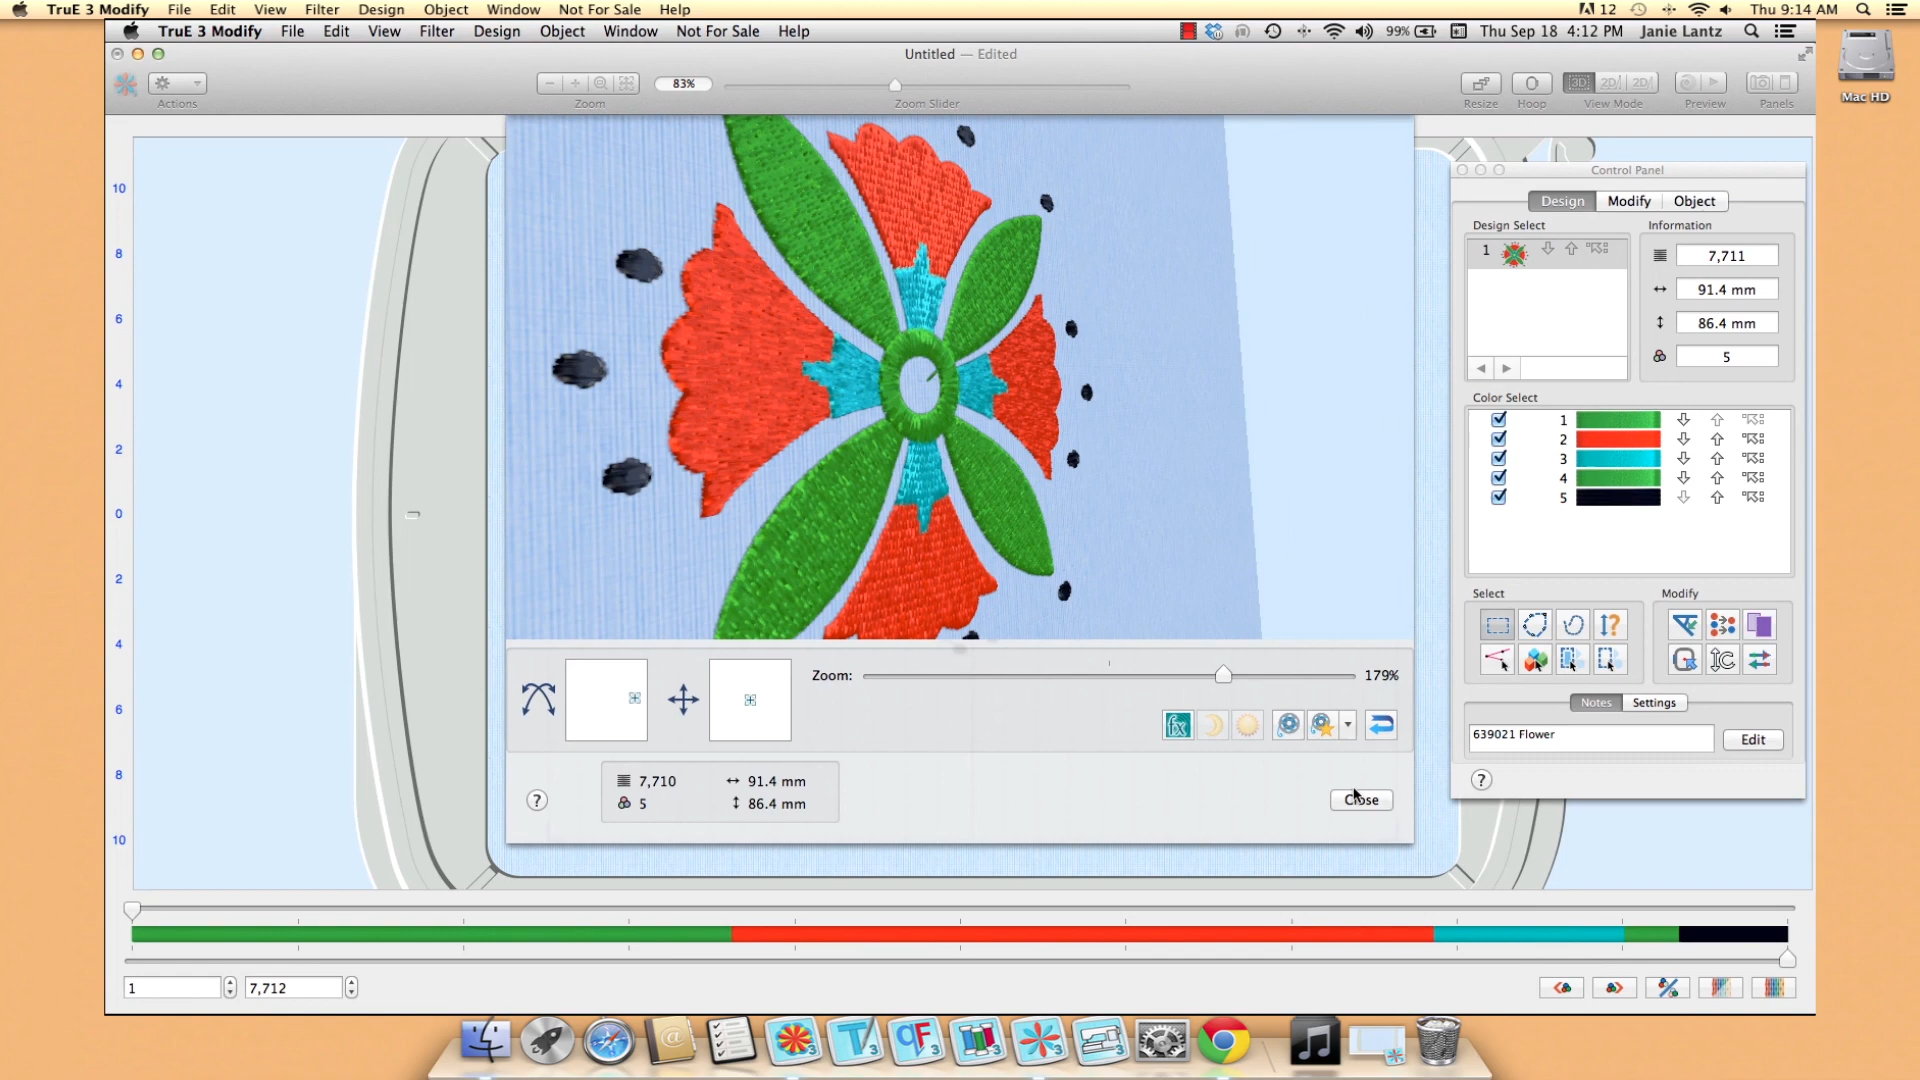 TruE 3 Modify File Edit View Filter Design Object Window Not For Sale Help 12 Thu 9:14 AM
TruE 3 Modify File Edit View Filter Design Object Window Not For Sale Help 99% Thu Sep 18 4:12 PM Janie Lantz
Untitled — Edited
83%
Actions Zoom Zoom Slider Resize Hoop View Mode Preview Panels
3D 2D 2D
Mac HD
Control Panel
Design Modify Object
Design Select Information
1
7,711
91.4 mm
86.4 mm
5
Color Select
1
2
3
4
5
Select Modify
Notes Settings
639021 Flower
Edit
?
10
8
6
4
2
0
2
4
6
8
10
Zoom: 179%
fx
7,710 91.4 mm
5 86.4 mm
?
Close
1 7,712